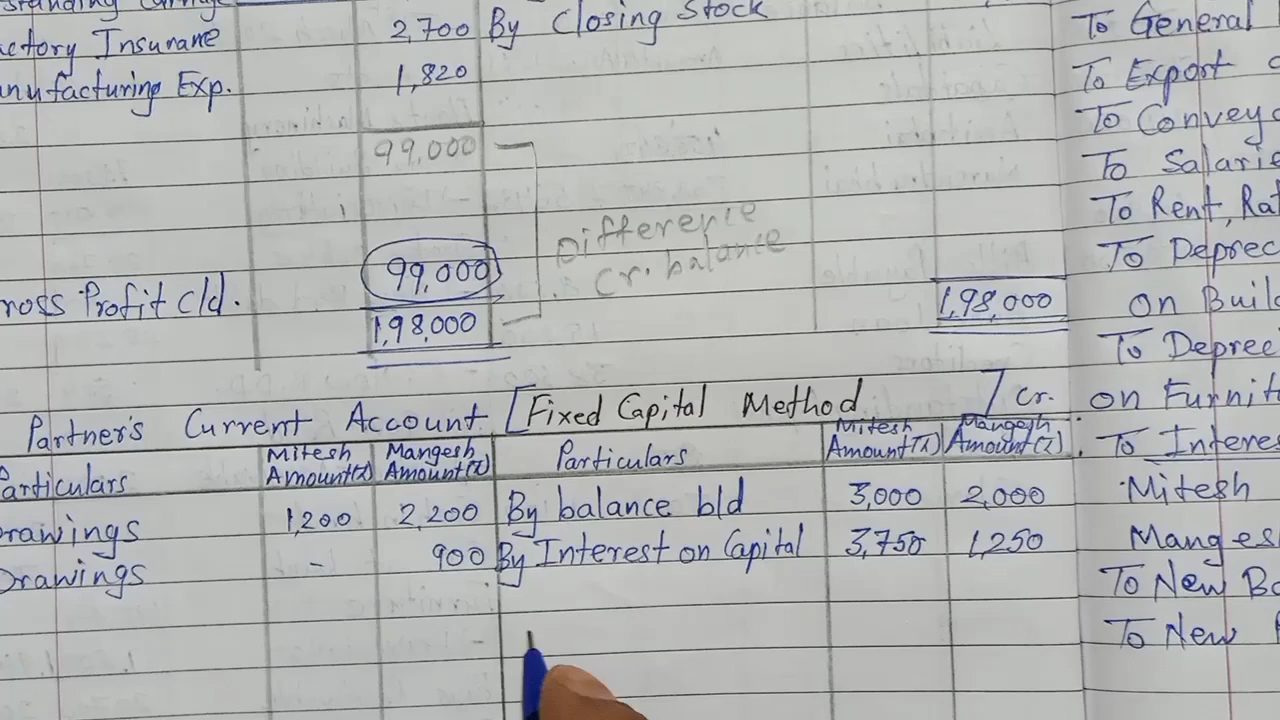 2,700 By Closing Stock
actory Insurane
1,820
nufacturing Exp.
99,000
Difference
Cr. balance
99,000
ross Profit c/d.
1,98,000
1,98,000
To General
To Export
To Conveya
To Salarie
To Rent, Rat
To Deprec
on Build
To Deprec
on Furnit
To Interes
Mitesh
Manges
To New Ba
To New
Partner's Current Account [Fixed Capital Method ] Cr.
articulars Mitesh Amount(₹) Mangesh Amount(₹) Particulars Mitesh Amount(₹) Mangesh Amount(₹)
rawings 1,200 2,200 By balance b/d 3,000 2,000
Drawings - 900 By Interest on Capital 3,750 1,250